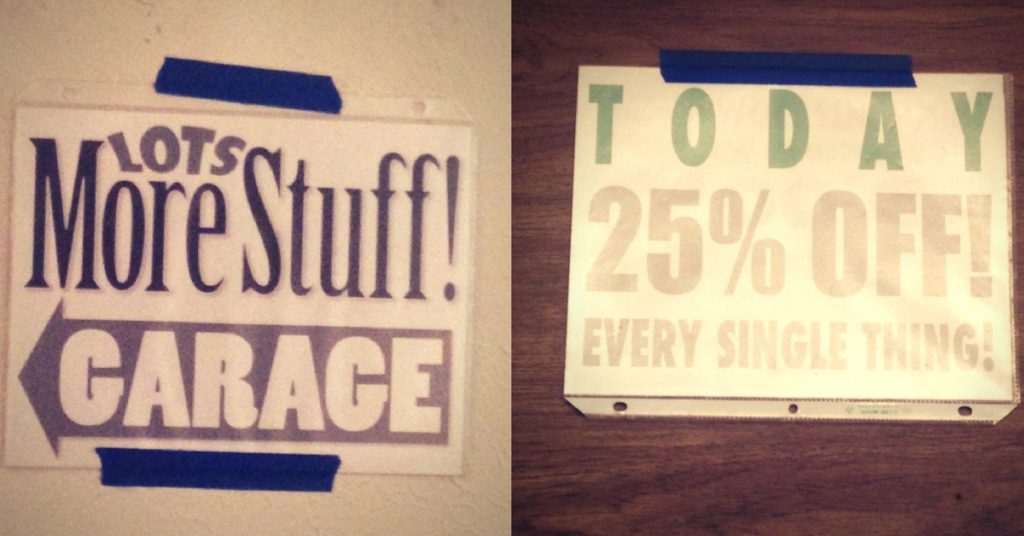 LOTS
More Stuff!
GARAGE
TODAY
25% OFF!
EVERY SINGLE THING!